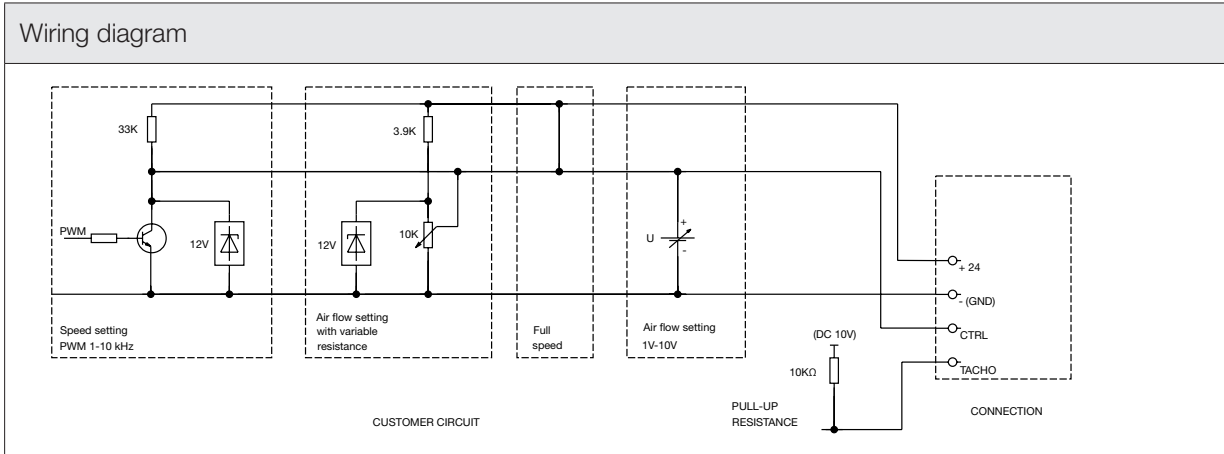 Wiring diagram
33K
3.9K
PWM
12V
12V
10K
U
+
-
+ 24
- (GND)
CTRL
TACHO
Speed setting
PWM 1-10 kHz
Air flow setting
with variable
resistance
Full
speed
Air flow setting
1V-10V
(DC 10V)
10KΩ
PULL-UP
RESISTANCE
CONNECTION
CUSTOMER CIRCUIT